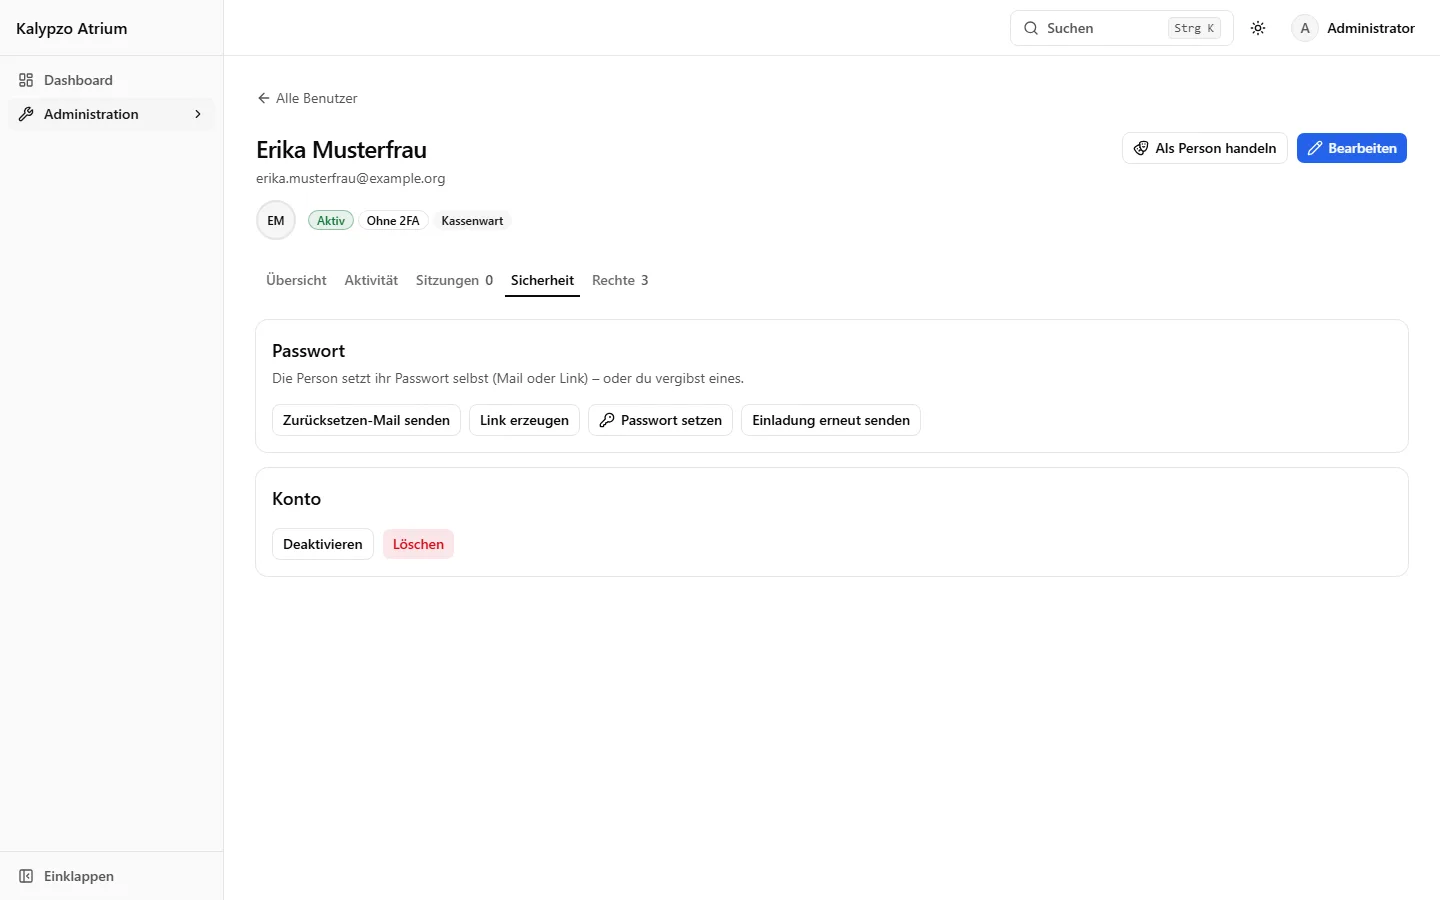 Kalypzo Atrium
Suchen Strg K A Administrator
Dashboard
Administration
Alle Benutzer
Erika Musterfrau
Als Person handeln Bearbeiten
erika.musterfrau@example.org
EM Aktiv Ohne 2FA Kassenwart
Übersicht Aktivität Sitzungen 0 Sicherheit Rechte 3
Passwort
Die Person setzt ihr Passwort selbst (Mail oder Link) – oder du vergibst eines.
Zurücksetzen-Mail senden Link erzeugen Passwort setzen Einladung erneut senden
Konto
Deaktivieren Löschen
Einklappen